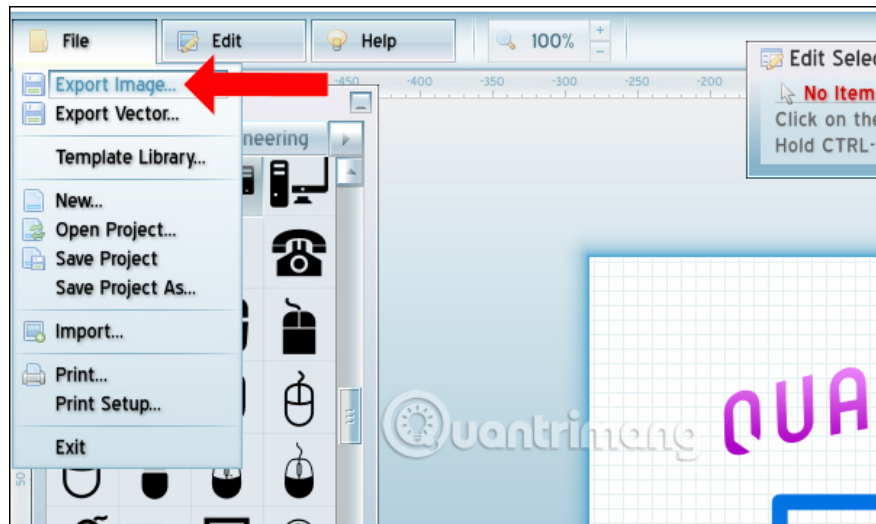 File Edit Help 100%
Export Image...
Export Vector...
Template Library...
New...
Open Project...
Save Project
Save Project As...
Import...
Print...
Print Setup...
Exit
neering
-450 -400 -350 -300 -250 -200
50
Edit Selec
No Item
Click on the
Hold CTRL-
QUA
Quantrimang